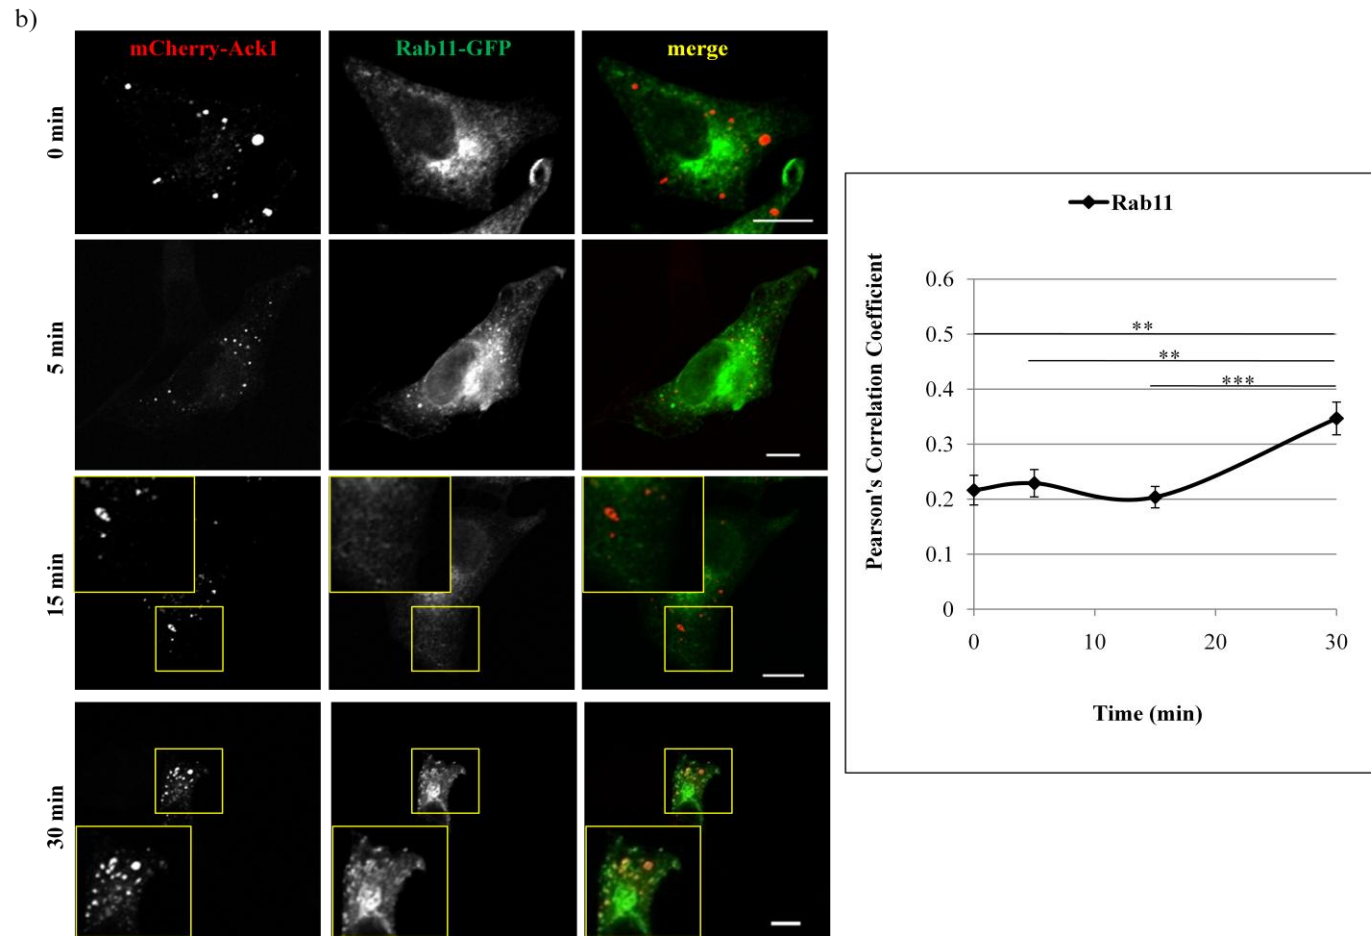 b)
mCherry-Ack1
Rab11-GFP
merge
0 min
5 min
15 min
30 min
Rab11
Pearson's Correlation Coefficient
0.6
0.5
0.4
0.3
0.2
0.1
0
**
**
***
0
10
20
30
Time (min)